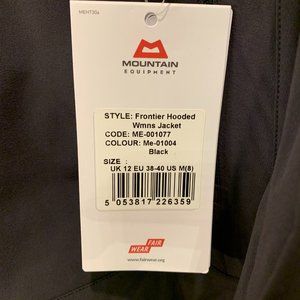 MEHT30a
MOUNTAIN
EQUIPMENT
STYLE: Frontier Hooded
Wmns Jacket
CODE: ME-001077
COLOUR: Me-01004
Black
SIZE :
UK 12 EU 38-40 US M(8)
5 053817 226359
FAIR
WEAR
www.fairwear.org